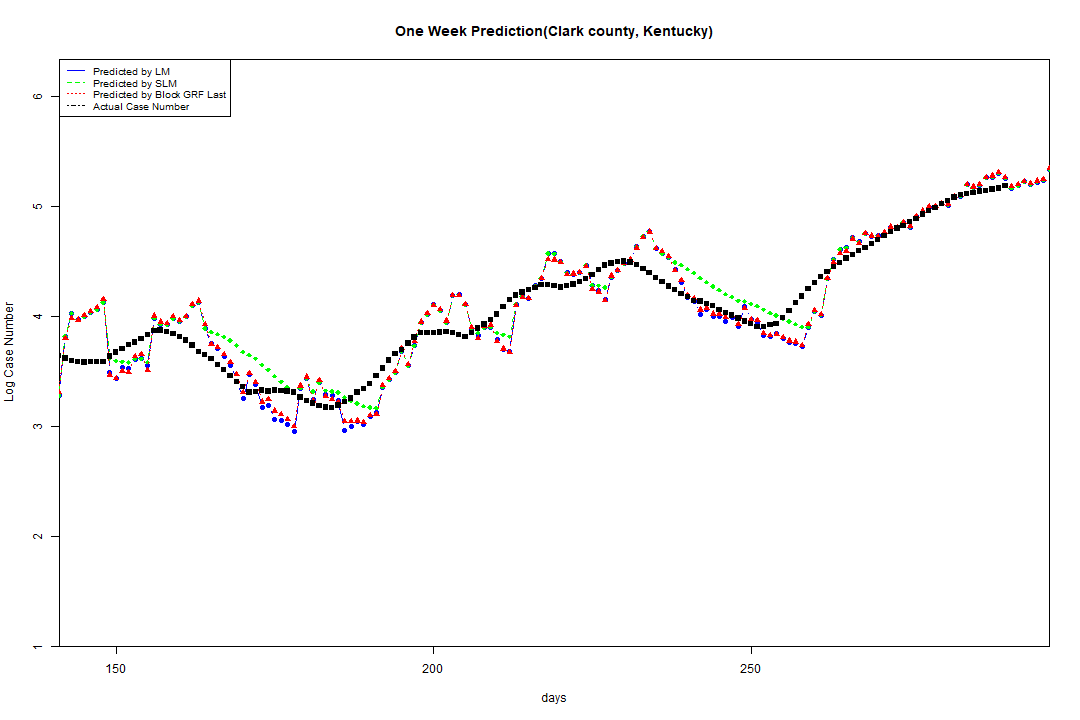 One Week Prediction(Clark county, Kentucky)
Predicted by LM
Predicted by SLM
Predicted by Block GRF Last
Actual Case Number
6
5
4
3
2
1
Log Case Number
150 200 250
days